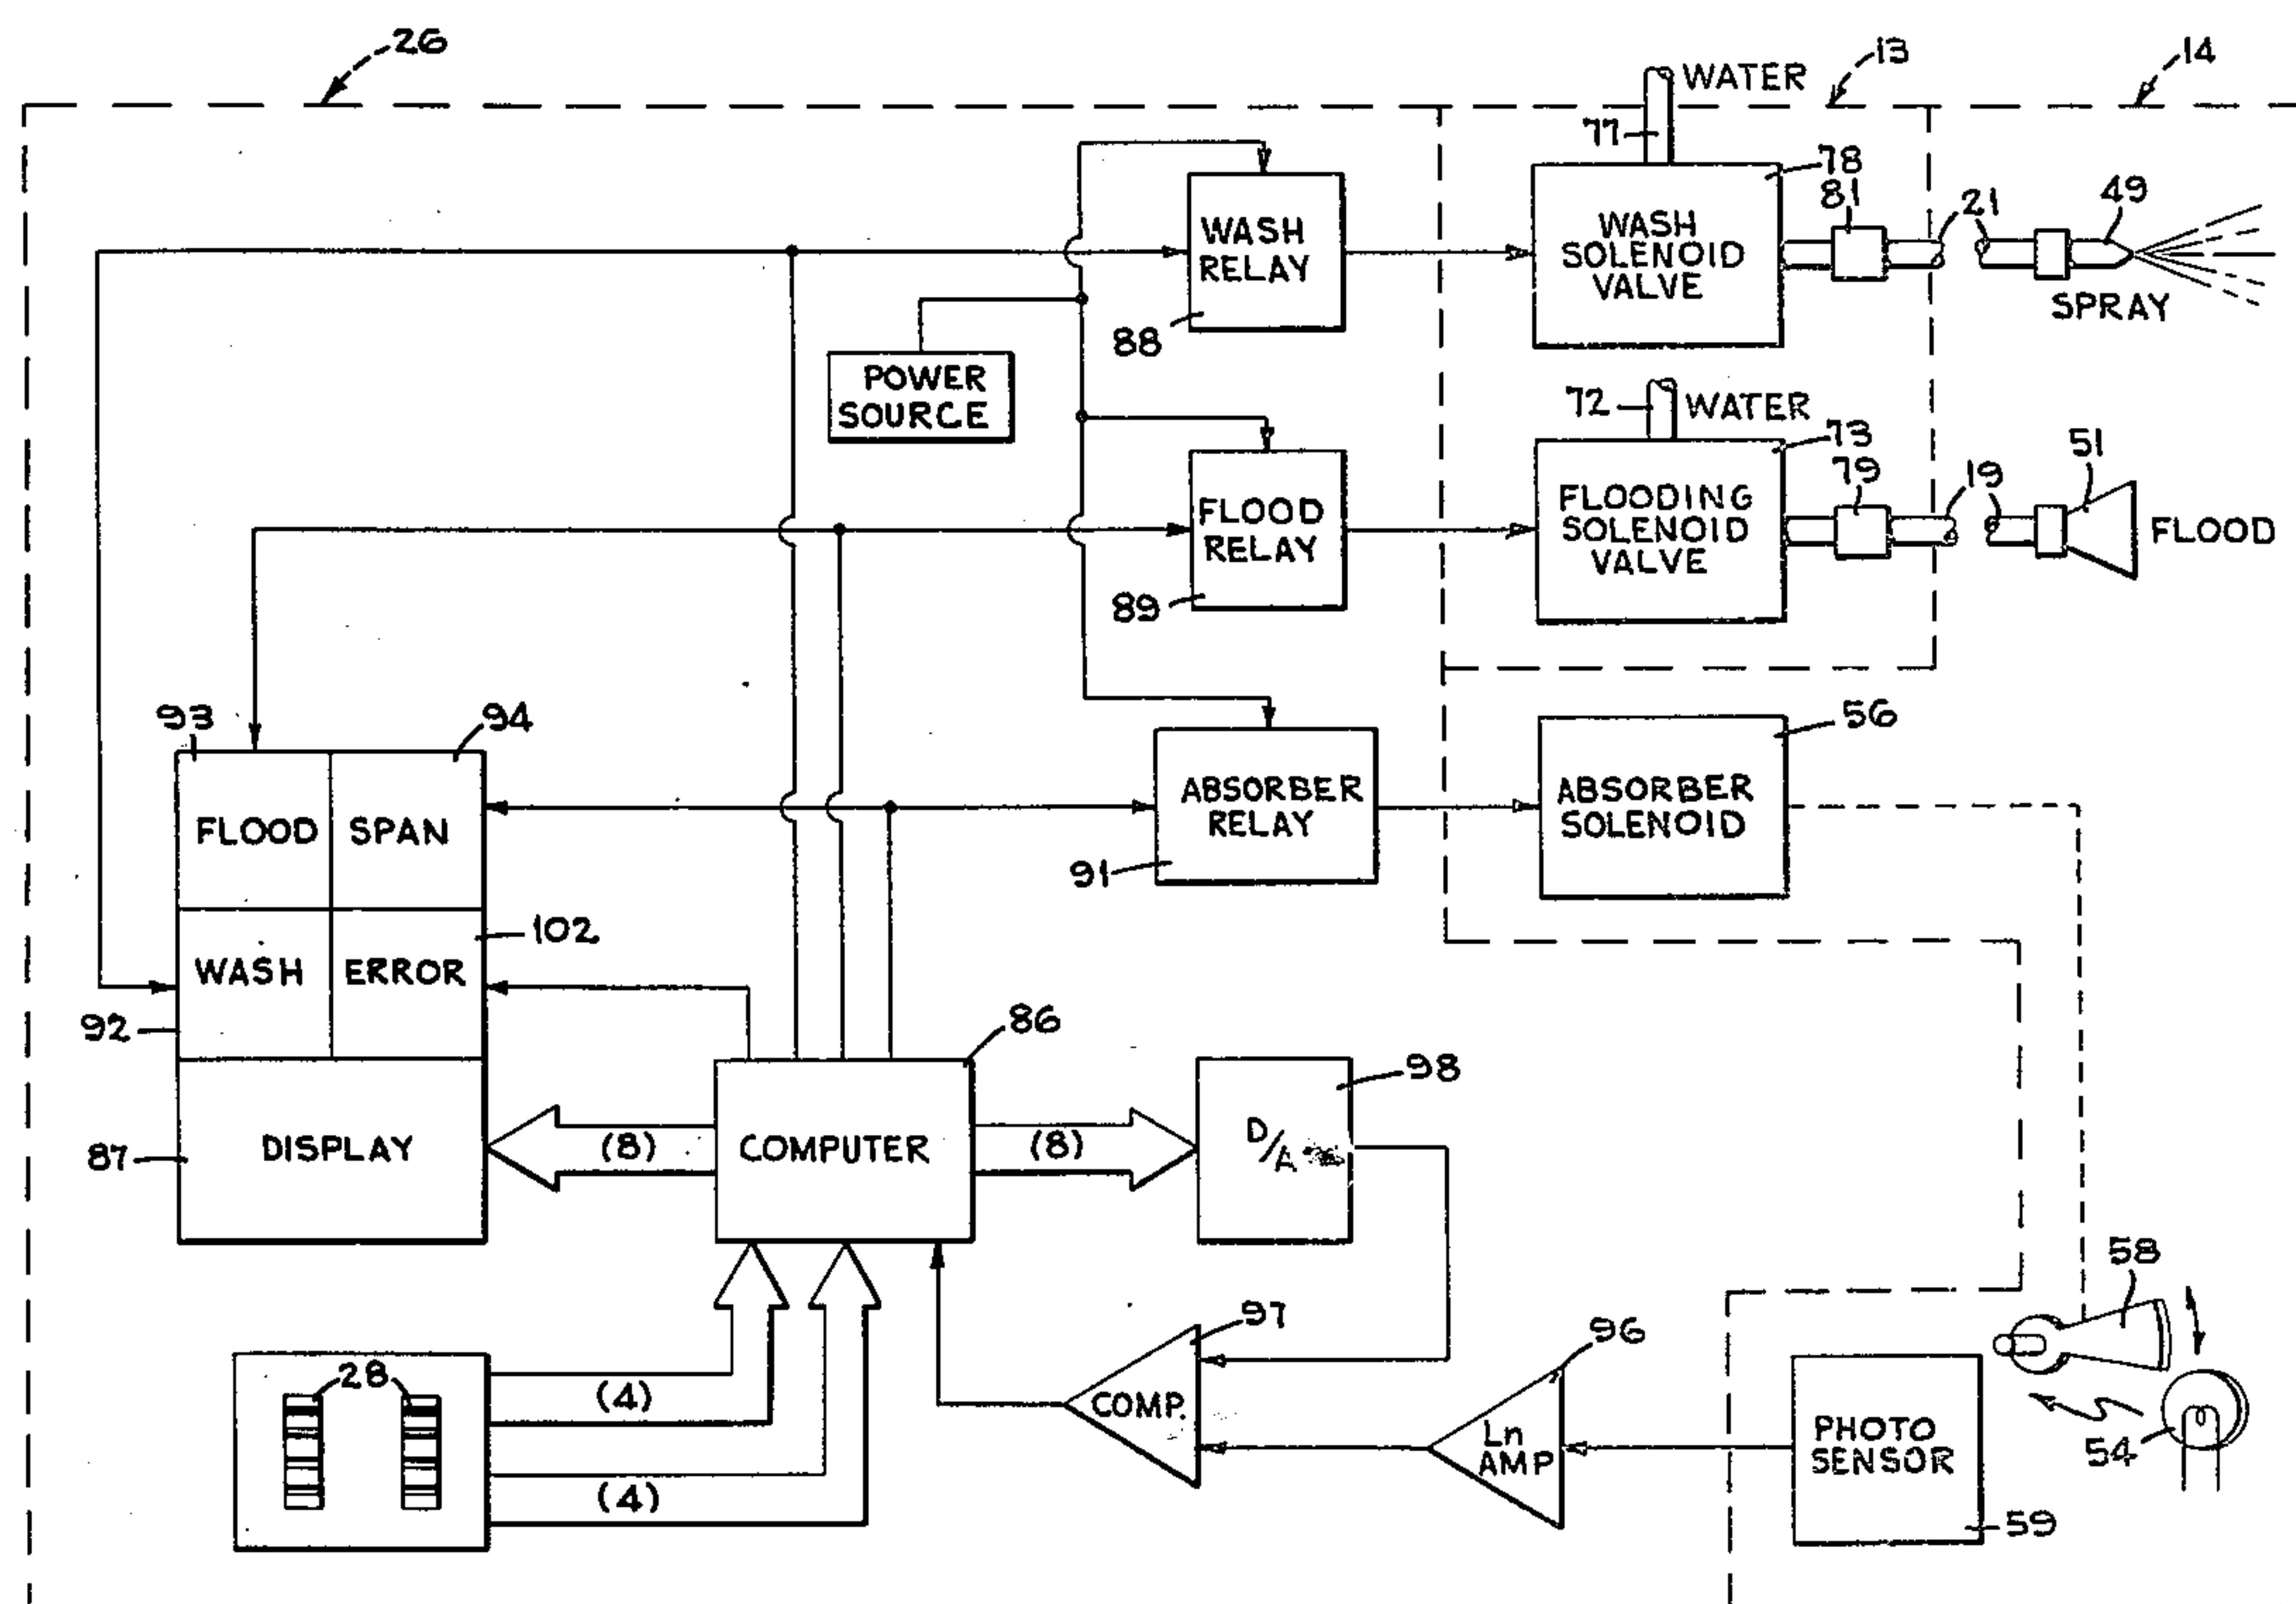 26
WATER
13
14
77
78
81
21
49
WASH
RELAY
88
WASH
SOLENOID
VALVE
SPRAY
POWER
SOURCE
72
WATER
73
79
19
51
FLOOD
RELAY
89
FLOODING
SOLENOID
VALVE
FLOOD
93
94
56
FLOOD
SPAN
ABSORBER
RELAY
91
ABSORBER
SOLENOID
WASH
ERROR
102
92
86
98
DISPLAY
87
(8)
COMPUTER
(8)
D/A
58
28
(4)
(4)
97
COMP.
96
Ln
AMP
PHOTO
SENSOR
54
59